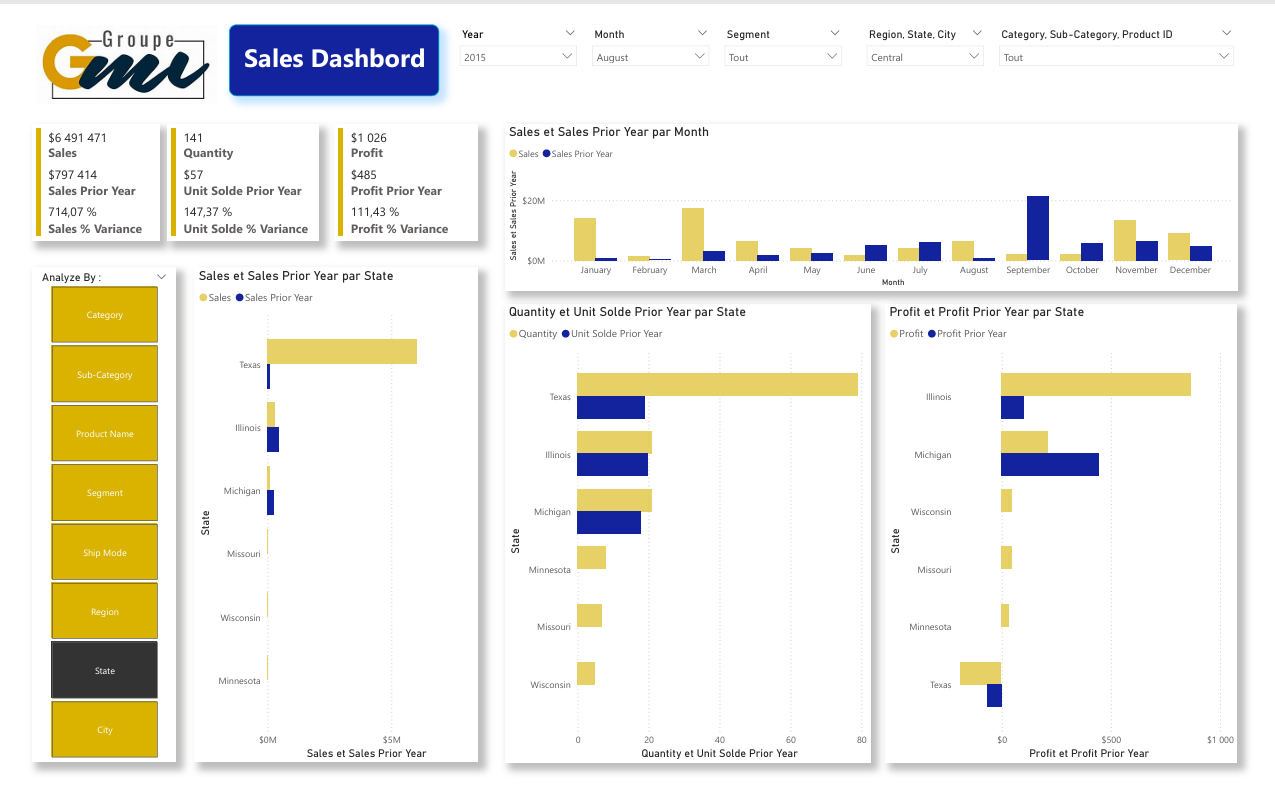 Groupe
Gmi
Sales Dashbord
Year
2015
Month
August
Segment
Tout
Region, State, City
Central
Category, Sub-Category, Product ID
Tout
$6 491 471
Sales
$797 414
Sales Prior Year
714,07 %
Sales % Variance
141
Quantity
$57
Unit Solde Prior Year
147,37 %
Unit Solde % Variance
$1 026
Profit
$485
Profit Prior Year
111,43 %
Profit % Variance
Sales et Sales Prior Year par Month
Sales Sales Prior Year
Sales et Sales Prior Year
$20M
$0M
January February March April May June July August September October November December
Month
Analyze By :
Category
Sub-Category
Product Name
Segment
Ship Mode
Region
State
City
Sales et Sales Prior Year par State
Sales Sales Prior Year
State
Texas
Illinois
Michigan
Missouri
Wisconsin
Minnesota
$0M $5M
Sales et Sales Prior Year
Quantity et Unit Solde Prior Year par State
Quantity Unit Solde Prior Year
State
Texas
Illinois
Michigan
Minnesota
Missouri
Wisconsin
0 20 40 60 80
Quantity et Unit Solde Prior Year
Profit et Profit Prior Year par State
Profit Profit Prior Year
State
Illinois
Michigan
Wisconsin
Missouri
Minnesota
Texas
$0 $500 $1 000
Profit et Profit Prior Year